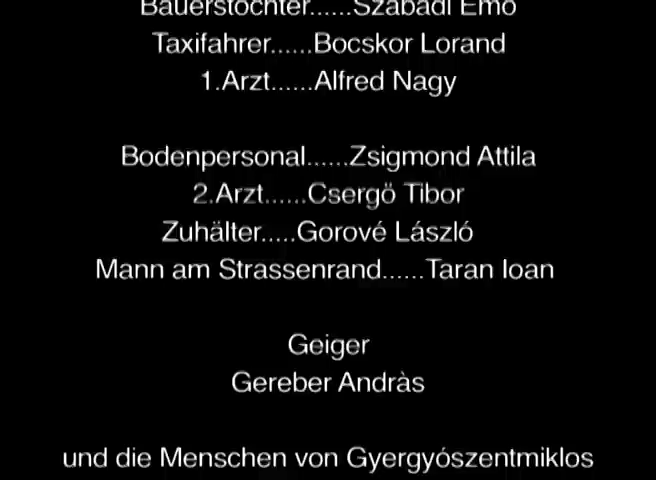 Bauerstochter......Szabadi Emö
Taxifahrer......Bocskor Lorand
1.Arzt......Alfred Nagy
Bodenpersonal......Zsigmond Attila
2.Arzt......Csergö Tibor
Zuhälter.....Gorové László
Mann am Strassenrand......Taran Ioan
Geiger
Gereber Andràs
und die Menschen von Gyergyószentmiklos